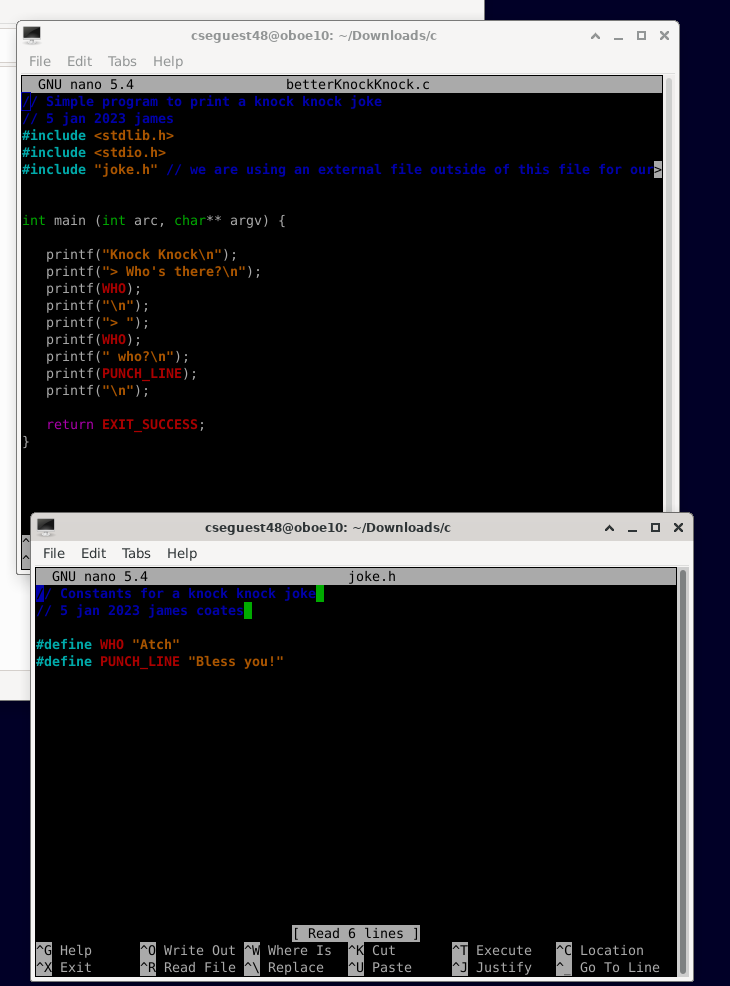 cseguest48@oboe10: ~/Downloads/c
File Edit Tabs Help
GNU nano 5.4 betterKnockKnock.c
// Simple program to print a knock knock joke
// 5 jan 2023 james
#include <stdlib.h>
#include <stdio.h>
#include "joke.h" // we are using an external file outside of this file for our>
int main (int arc, char** argv) {
printf("Knock Knock\n");
printf("> Who's there?\n");
printf(WHO);
printf("\n");
printf("> ");
printf(WHO);
printf(" who?\n");
printf(PUNCH_LINE);
printf("\n");
return EXIT_SUCCESS;
}
^
^
cseguest48@oboe10: ~/Downloads/c
File Edit Tabs Help
GNU nano 5.4 joke.h
// Constants for a knock knock joke
// 5 jan 2023 james coates
#define WHO "Atch"
#define PUNCH_LINE "Bless you!"
[ Read 6 lines ]
^G Help ^O Write Out ^W Where Is ^K Cut ^T Execute ^C Location
^X Exit ^R Read File ^\ Replace ^U Paste ^J Justify ^_ Go To Line